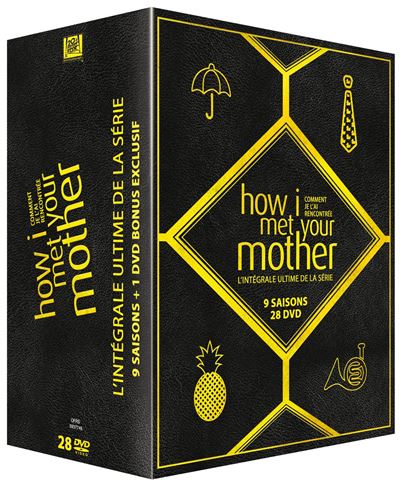 how i
COMMENT
JE L'AI
RENCONTRÉE
met your
mother
L'INTÉGRALE ULTIME DE LA SÉRIE
9 SAISONS
28 DVD
how i
COMMENT
JE L'AI
RENCONTRÉE
met your
mother
L'INTÉGRALE ULTIME DE LA SÉRIE
9 SAISONS + 1 DVD BONUS EXCLUSIF
28 DVD
VIDEO